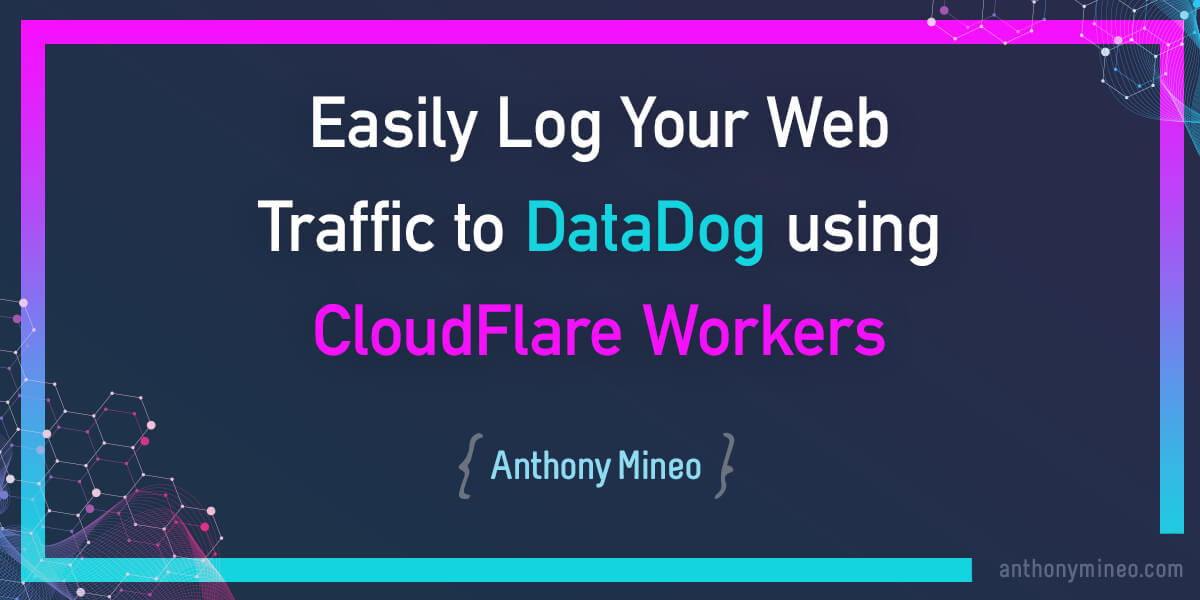 Easily Log Your Web
Traffic to DataDog using
CloudFlare Workers
{ Anthony Mineo }
anthonymineo.com